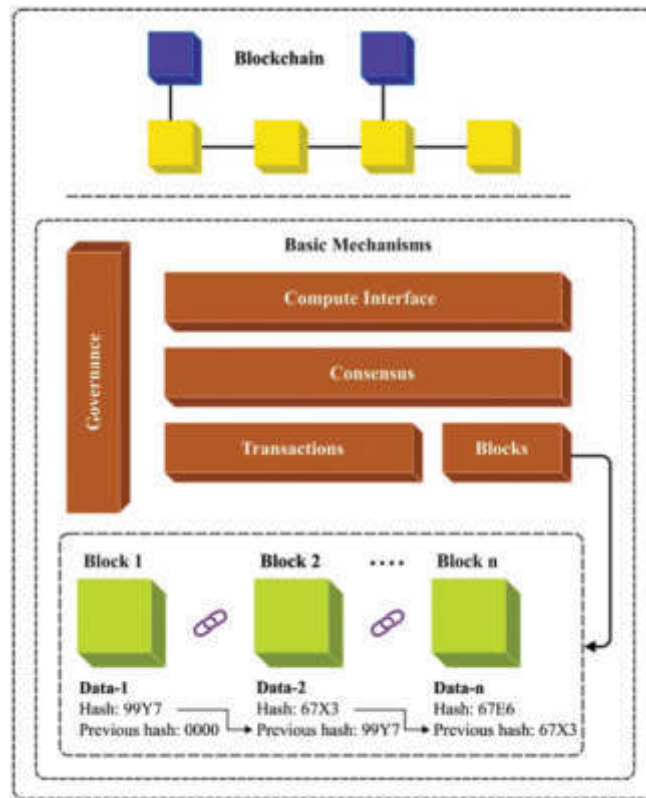 Blockchain
Basic Mechanisms
Governance
Compute Interface
Consensus
Transactions
Blocks
Block 1
Block 2
....
Block n
Data-1
Hash: 99Y7
Previous hash: 0000
Data-2
Hash: 67X3
Previous hash: 99Y7
Data-n
Hash: 67E6
Previous hash: 67X3